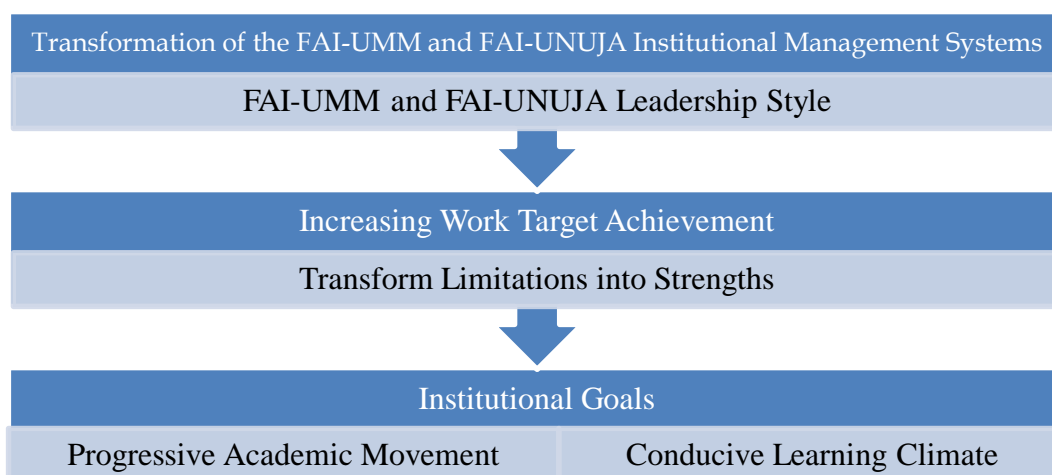 Transformation of the FAI-UMM and FAI-UNUJA Institutional Management Systems
FAI-UMM and FAI-UNUJA Leadership Style
Increasing Work Target Achievement
Transform Limitations into Strengths
Institutional Goals
Progressive Academic Movement
Conducive Learning Climate